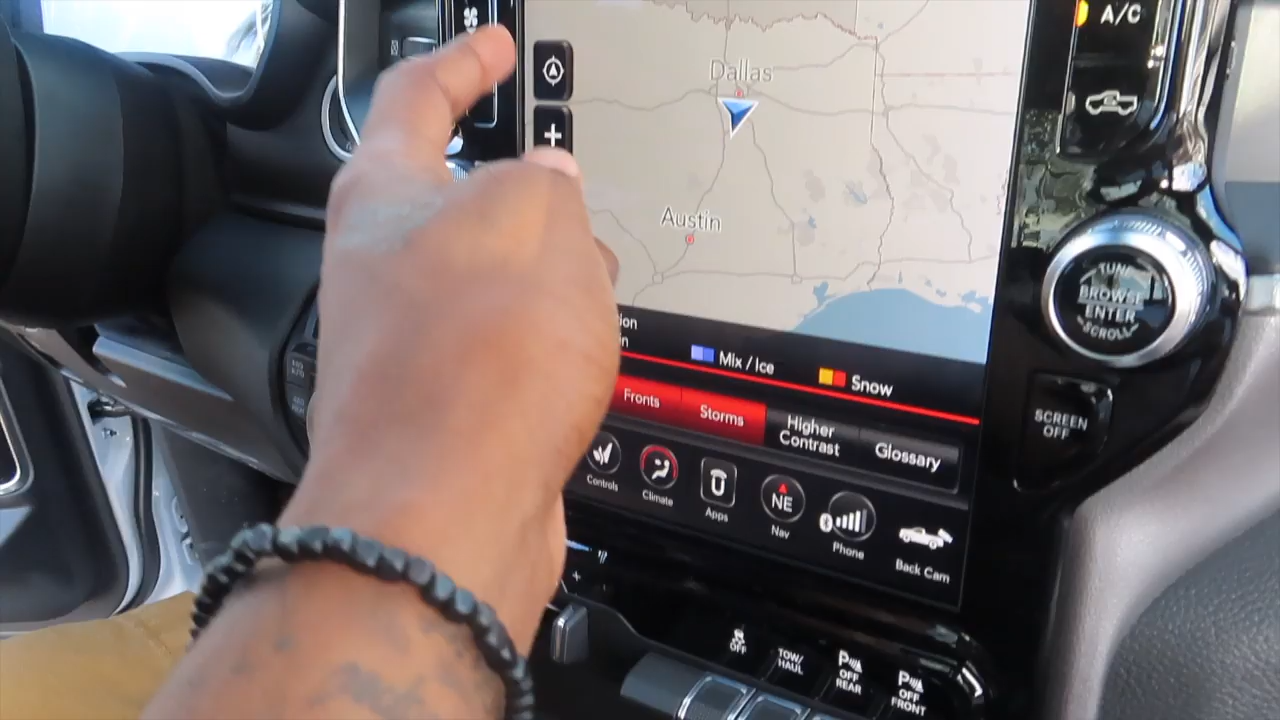 A/C
Dallas
Austin
TUNE
BROWSE
ENTER
SCROLL
Mix / Ice
Snow
Fronts
Storms
Higher
Contrast
Glossary
SCREEN
OFF
Controls
Climate
Apps
NE
Nav
Phone
Back Cam
OFF
TOW/
HAUL
OFF
REAR
OFF
FRONT